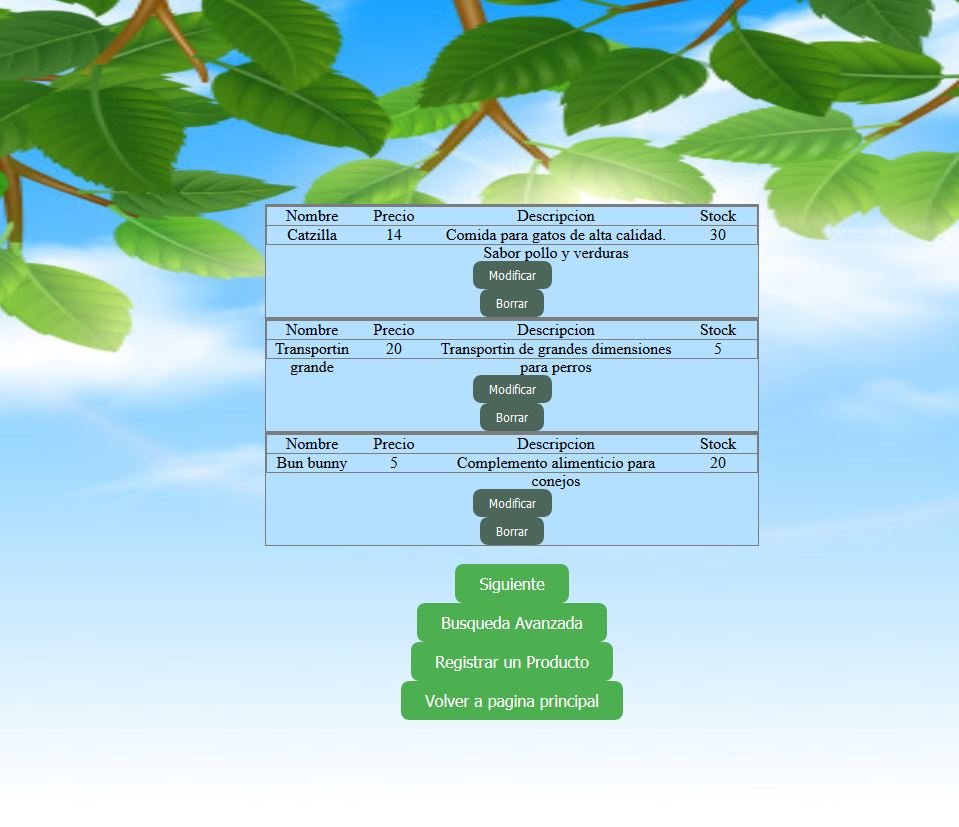 Nombre Precio Descripcion Stock
Catzilla 14 Comida para gatos de alta calidad. 30
Sabor pollo y verduras
Modificar
Borrar
Nombre Precio Descripcion Stock
Transportin 20 Transportin de grandes dimensiones 5
grande para perros
Modificar
Borrar
Nombre Precio Descripcion Stock
Bun bunny 5 Complemento alimenticio para 20
conejos
Modificar
Borrar
Siguiente
Busqueda Avanzada
Registrar un Producto
Volver a pagina principal